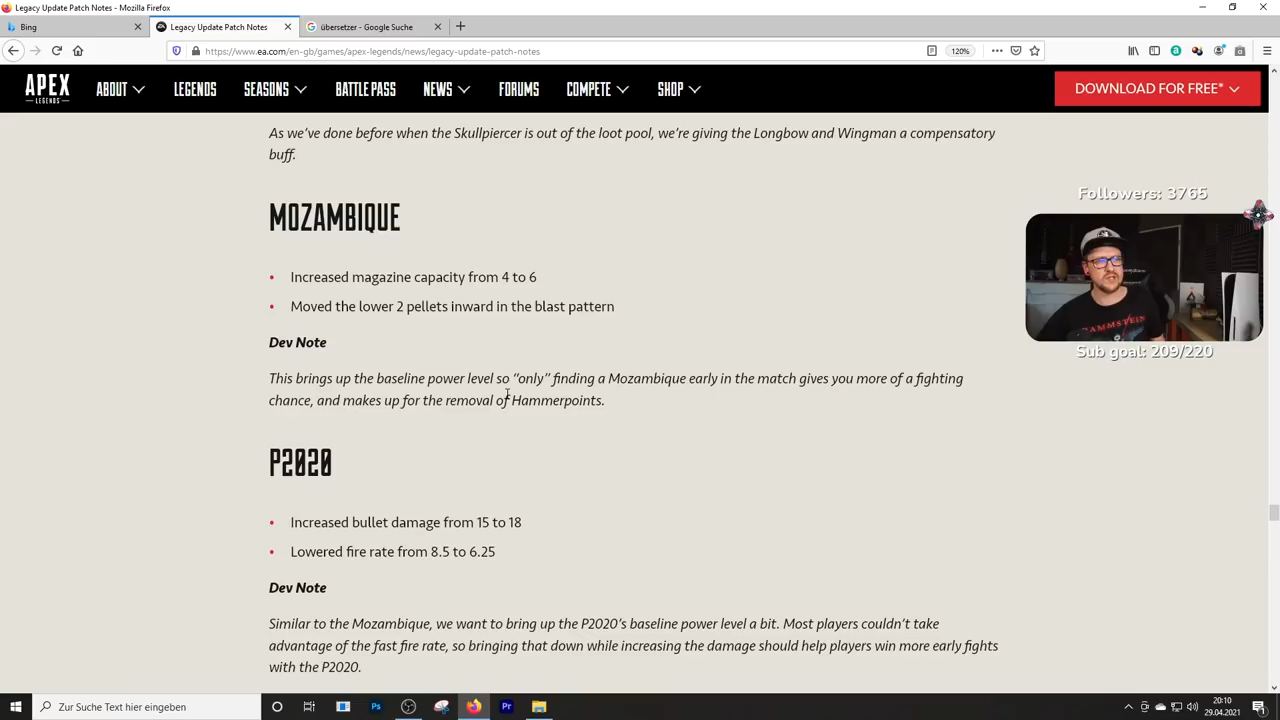 Legacy Update Patch Notes - Mozilla Firefox
Bing
Legacy Update Patch Notes
übersetzer - Google Suche
https://www.ea.com/en-gb/games/apex-legends/news/legacy-update-patch-notes
120%
APEX
LEGENDS
ABOUT
LEGENDS
SEASONS
BATTLE PASS
NEWS
FORUMS
COMPETE
SHOP
DOWNLOAD FOR FREE*
As we've done before when the Skullpiercer is out of the loot pool, we're giving the Longbow and Wingman a compensatory
buff.
Followers: 3765
MOZAMBIQUE
• Increased magazine capacity from 4 to 6
• Moved the lower 2 pellets inward in the blast pattern
RAMMSTEIN
Sub goal: 209/220
Dev Note
This brings up the baseline power level so “only” finding a Mozambique early in the match gives you more of a fighting
chance, and makes up for the removal of Hammerpoints.
P2020
• Increased bullet damage from 15 to 18
• Lowered fire rate from 8.5 to 6.25
Dev Note
Similar to the Mozambique, we want to bring up the P2020's baseline power level a bit. Most players couldn't take
advantage of the fast fire rate, so bringing that down while increasing the damage should help players win more early fights
with the P2020.
Zur Suche Text hier eingeben
Ps
Pr
20:10
29.04.2021